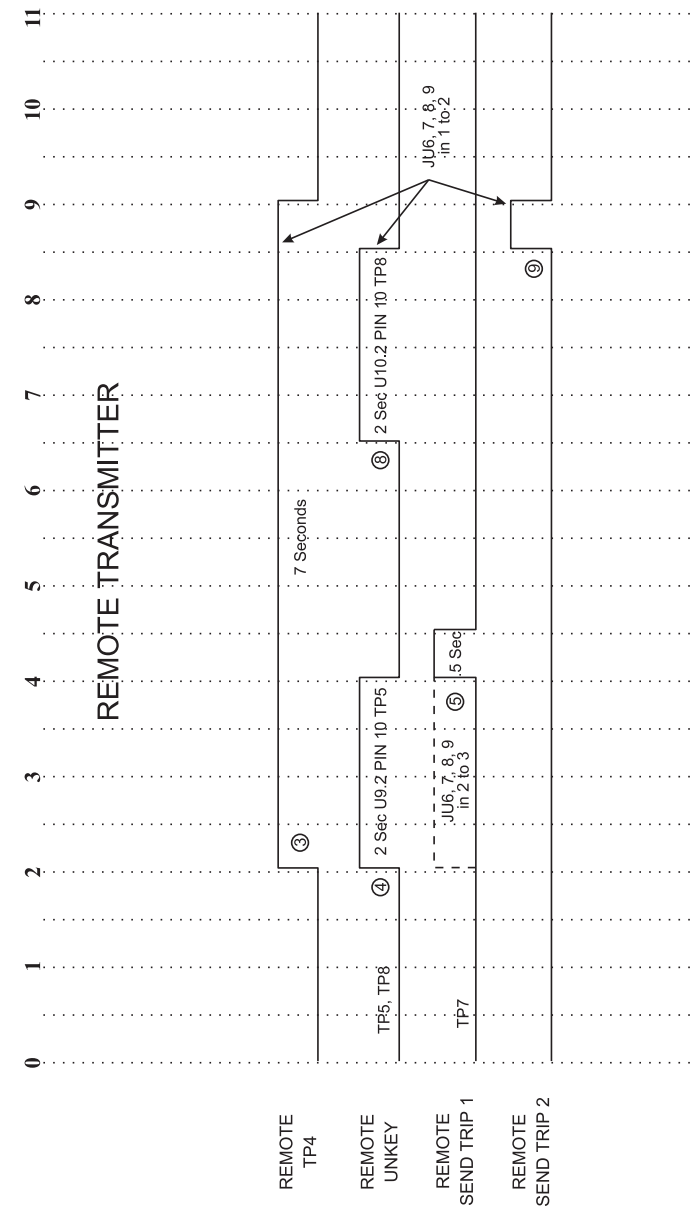 REMOTE TRANSMITTER
0 1 2 3 4 5 6 7 8 9 10 11
REMOTE
TP4
3
7 Seconds
REMOTE
UNKEY
TP5, TP8
4
2 Sec U9.2 PIN 10 TP5
8
2 Sec U10.2 PIN 10 TP8
JU6, 7, 8, 9
in 1 to 2
REMOTE
SEND TRIP 1
TP7
JU6, 7, 8, 9
in 2 to 3
5
.5 Sec
REMOTE
SEND TRIP 2
9